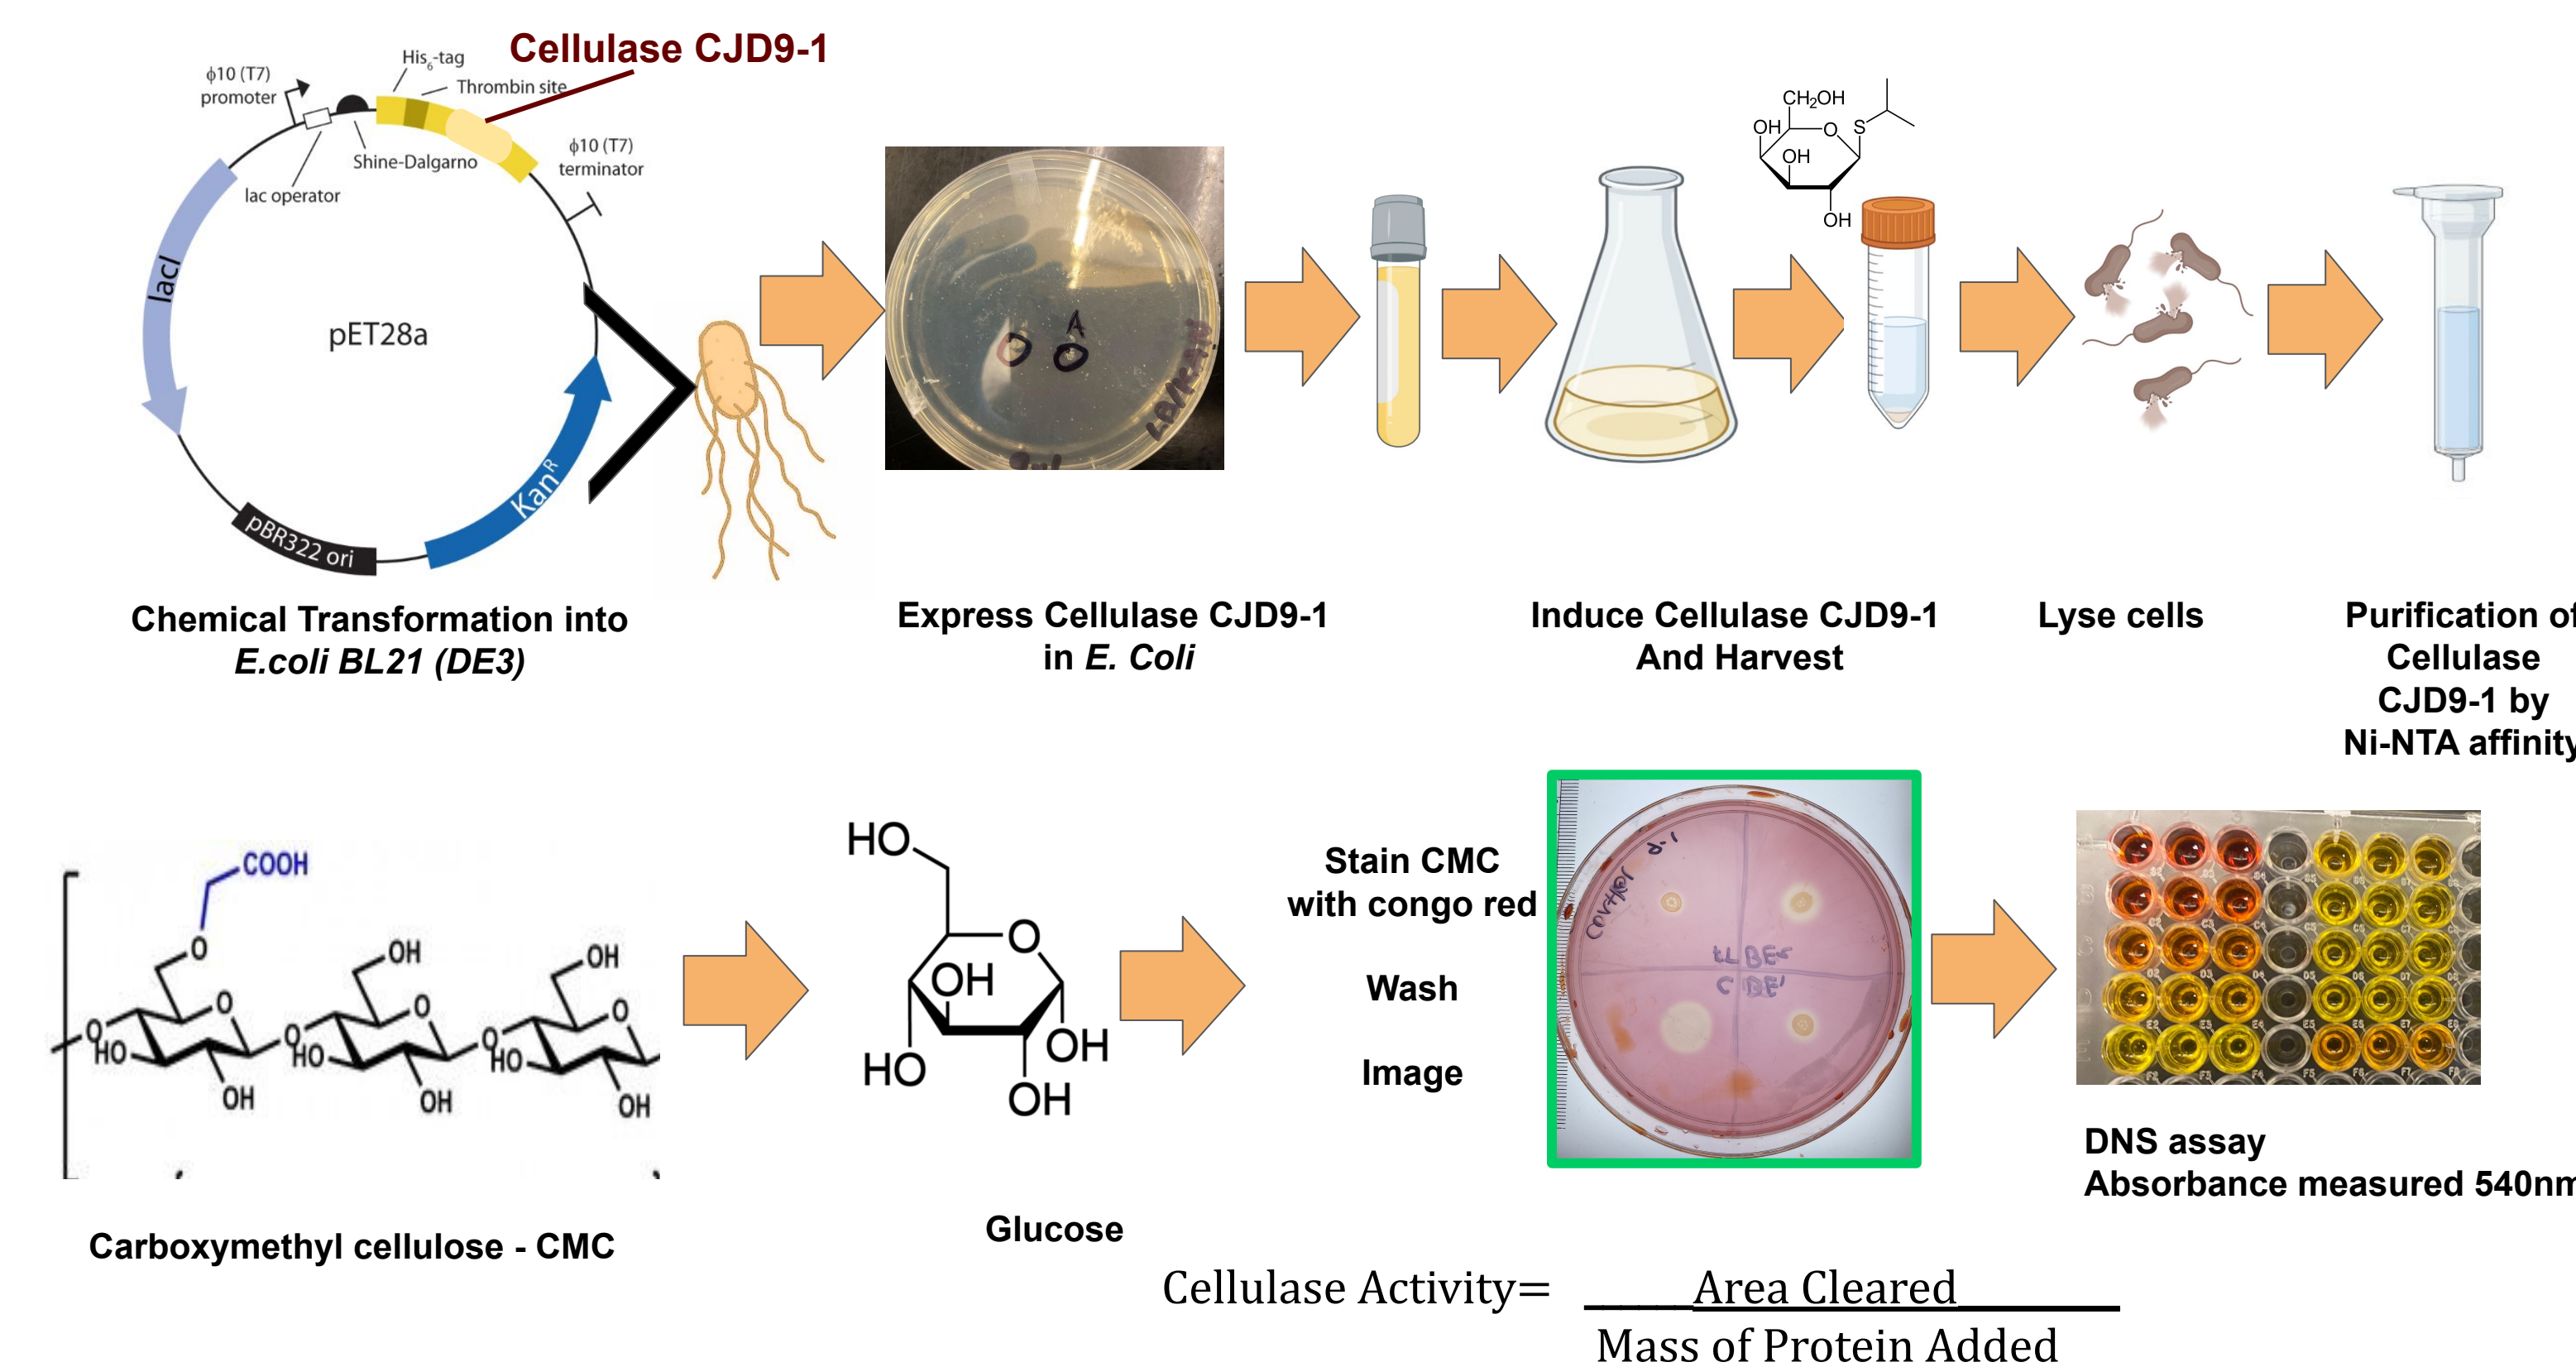 Cellulase CJD9-1
His6-tag
ϕ10 (T7)
promoter
Thrombin site
Shine-Dalgarno
lac operator
ϕ10 (T7)
terminator
lacI
pET28a
KanR
pBR322 ori
A
LB/KAN
CH2OH
OH
O
S
OH
OH
Chemical Transformation into
E.coli BL21 (DE3)
Express Cellulase CJD9-1
in E. Coli
Induce Cellulase CJD9-1
And Harvest
Lyse cells
Purification of
Cellulase
CJD9-1 by
Ni-NTA affinity
COOH
O
OH
OH
O
O
O
O
HO
O
HO
O
HO
OH
OH
OH
HO
O
OH
OH
HO
OH
Stain CMC
with congo red
Wash
Image
Control
d-1
DNS assay
Absorbance measured 540nm
Carboxymethyl cellulose - CMC
Glucose
Cellulase Activity= Area Cleared
Mass of Protein Added